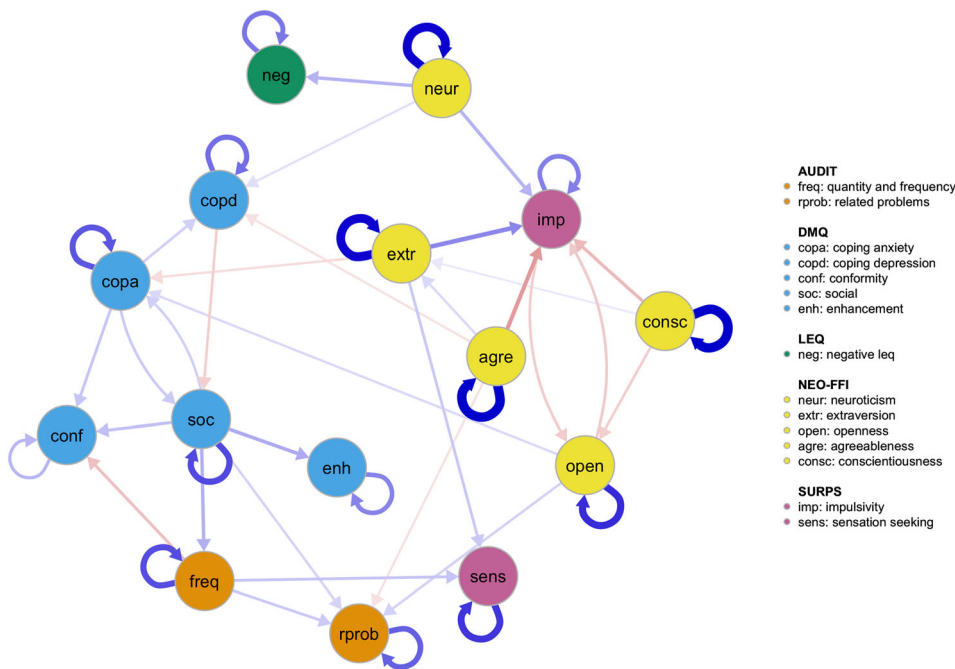 neg
neur
copd
imp
extr
copa
consc
agre
soc
conf
enh
open
freq
sens
rprob
AUDIT
freq: quantity and frequency
rprob: related problems
DMQ
copa: coping anxiety
copd: coping depression
conf: conformity
soc: social
enh: enhancement
LEQ
neg: negative leq
NEO-FFI
neur: neuroticism
extr: extraversion
open: openness
agre: agreeableness
consc: conscientiousness
SURPS
imp: impulsivity
sens: sensation seeking